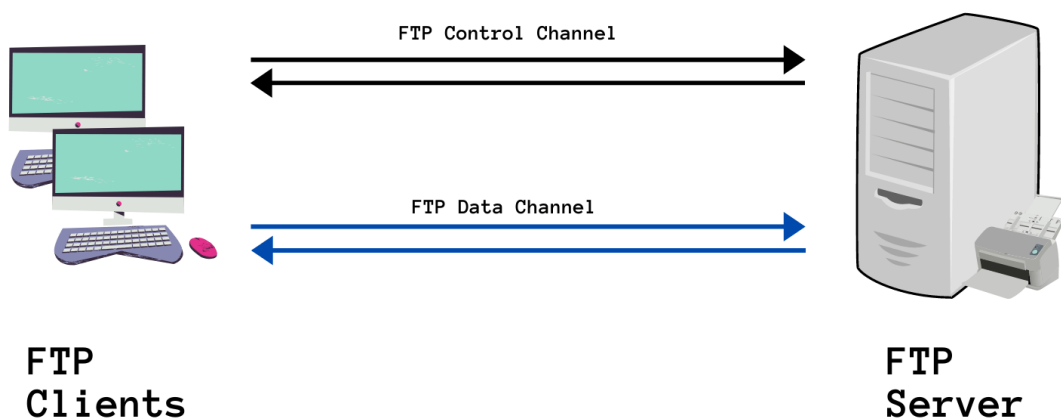 FTP Control Channel
FTP Data Channel
FTP
Clients
FTP
Server